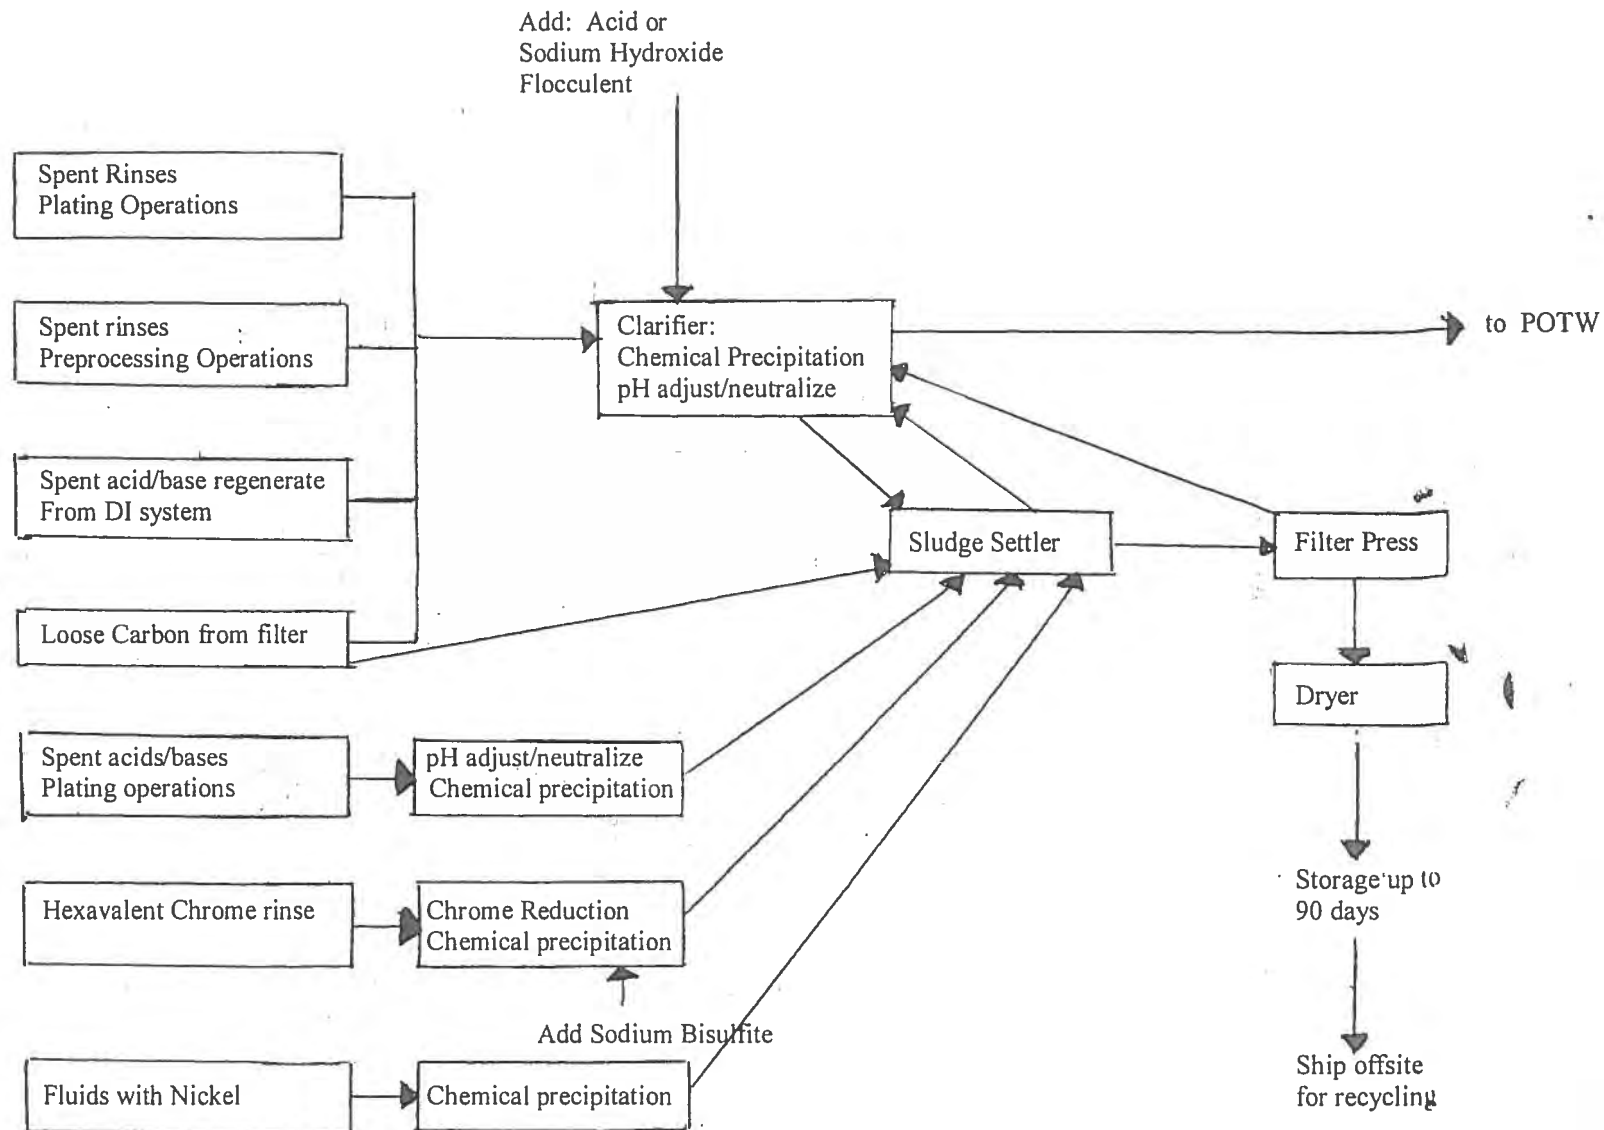 Add: Acid or
Sodium Hydroxide
Flocculent
Spent Rinses
Plating Operations
Spent rinses
Preprocessing Operations
Clarifier:
Chemical Precipitation
pH adjust/neutralize
to POTW
Spent acid/base regenerate
From DI system
Sludge Settler
Filter Press
Loose Carbon from filter
Dryer
Spent acids/bases
Plating operations
pH adjust/neutralize
Chemical precipitation
Storage up to
90 days
Hexavalent Chrome rinse
Chrome Reduction
Chemical precipitation
Add Sodium Bisulfite
Fluids with Nickel
Chemical precipitation
Ship offsite
for recycling